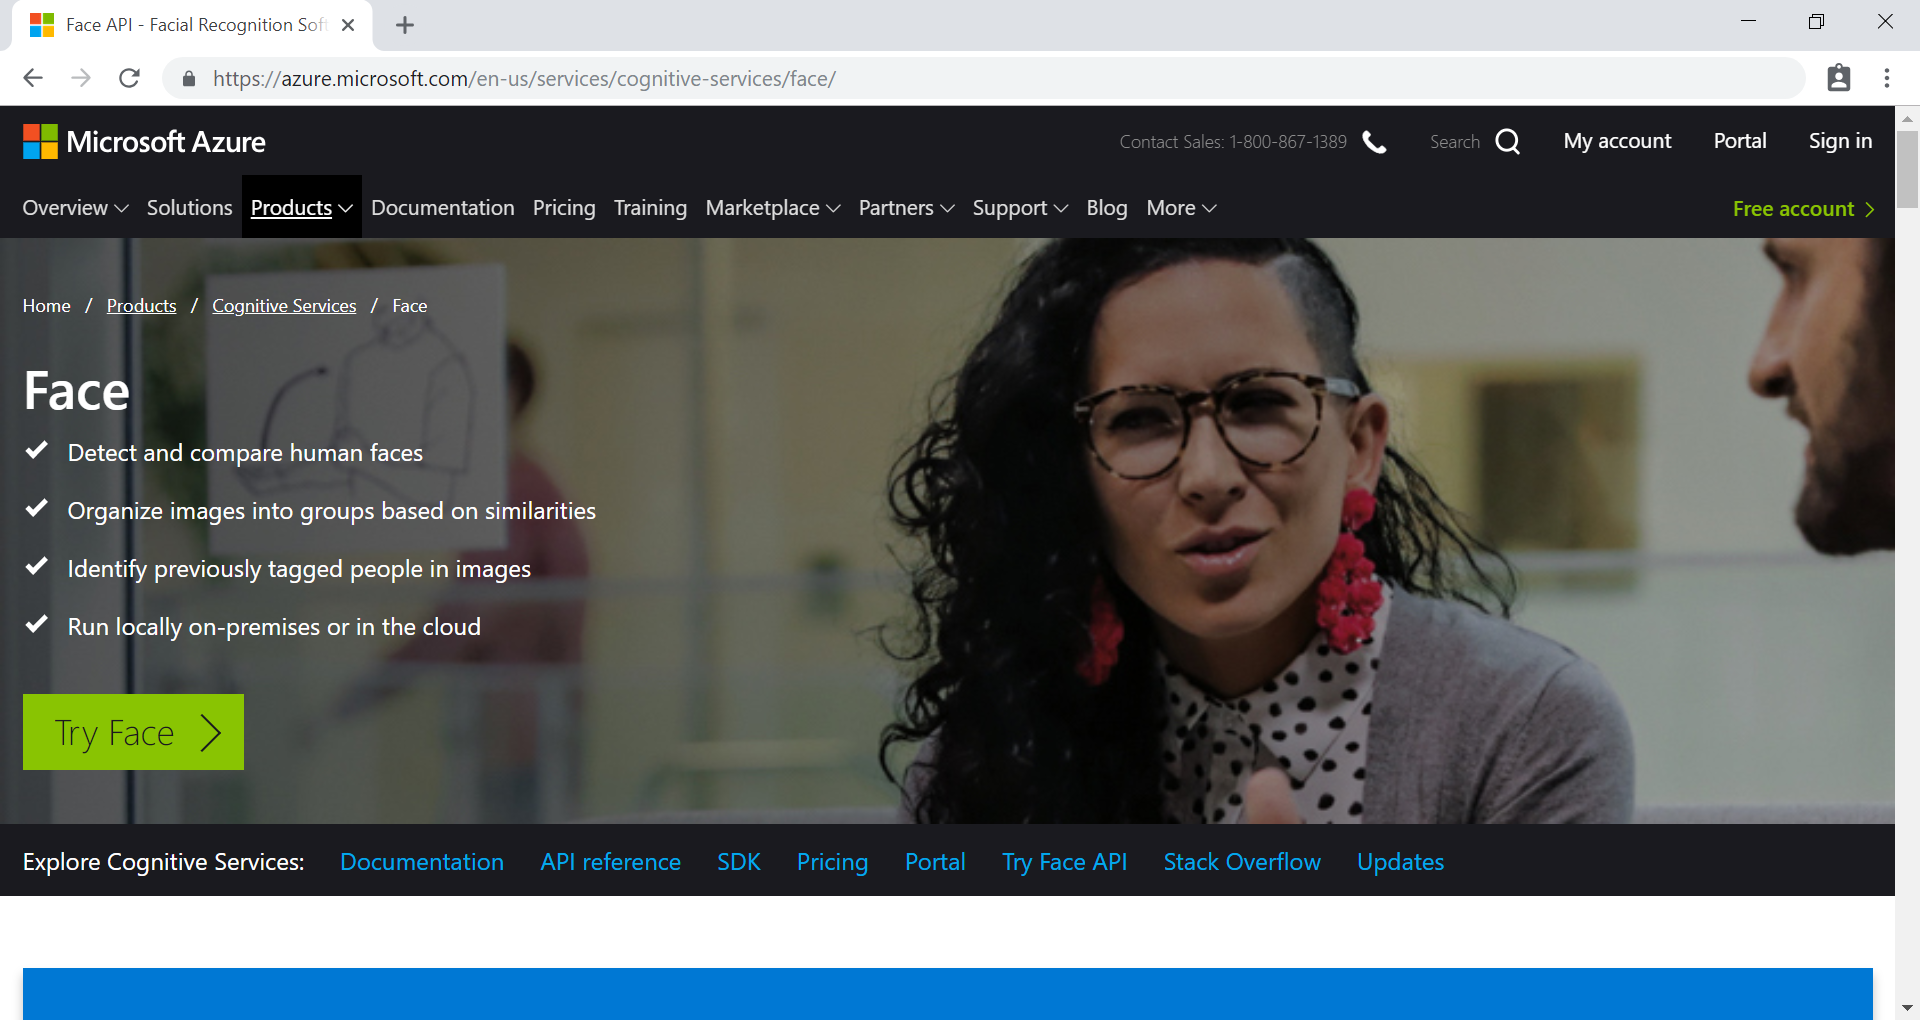 Face API - Facial Recognition Sof
https://azure.microsoft.com/en-us/services/cognitive-services/face/
Microsoft Azure
Contact Sales: 1-800-867-1389 Search My account Portal Sign in
Overview Solutions Products Documentation Pricing Training Marketplace Partners Support Blog More Free account
Home / Products / Cognitive Services / Face
Face
Detect and compare human faces
Organize images into groups based on similarities
Identify previously tagged people in images
Run locally on-premises or in the cloud
Try Face
Explore Cognitive Services: Documentation API reference SDK Pricing Portal Try Face API Stack Overflow Updates